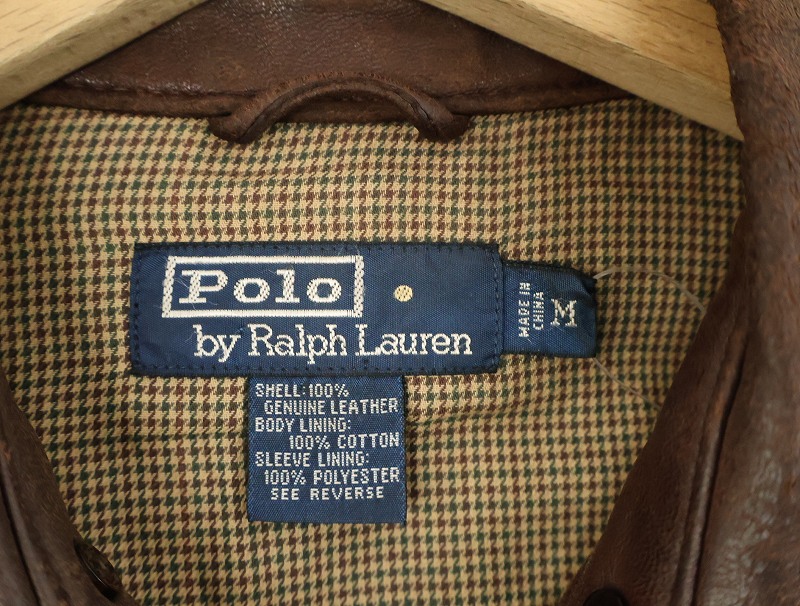 Polo
by Ralph Lauren
MADE IN
CHINA
M
SHELL:100%
GENUINE LEATHER
BODY LINING:
100% COTTON
SLEEVE LINING:
100% POLYESTER
SEE REVERSE